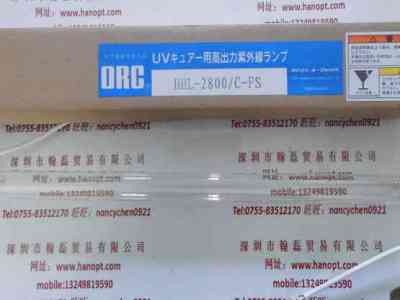 网址:www.hanopt.com
mobile:13249819590
ORC
UVキュアー用高出力紫外線ランプ
HHL-2800/C-FS
Tel:0755-83512170 旺旺: nancychen0921
Tel:0755-83512170 旺旺: nancychen0921
深圳市翰磊贸易有限公司
深圳市翰磊贸易有限公司
网址:www.hanopt.com
网址:www.hanopt.com
mobile:13249819590
mobile:13249819590
Tel:0755-83512170 旺旺: nancychen0921
Tel:0755-83512170 旺旺: nancychen0921
深圳市翰磊贸易有限公司
深圳市翰磊贸易有限公司
网址:www.hanopt.com
网址:www.hanopt.com
mobile:13249819590
mobile:13249819590